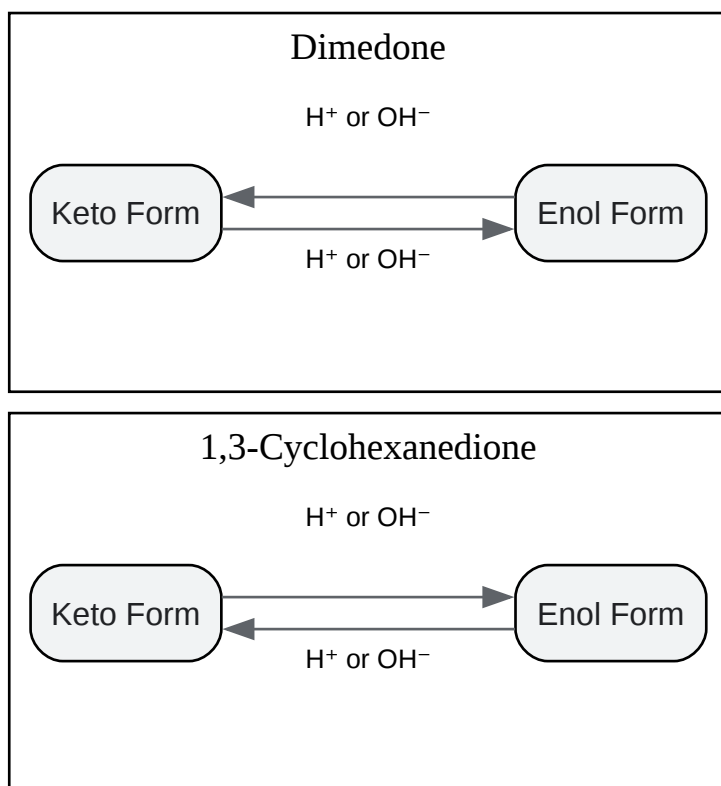 Dimedone
H⁺ or OH⁻
Keto Form
Enol Form
H⁺ or OH⁻
1,3-Cyclohexanedione
H⁺ or OH⁻
Keto Form
Enol Form
H⁺ or OH⁻